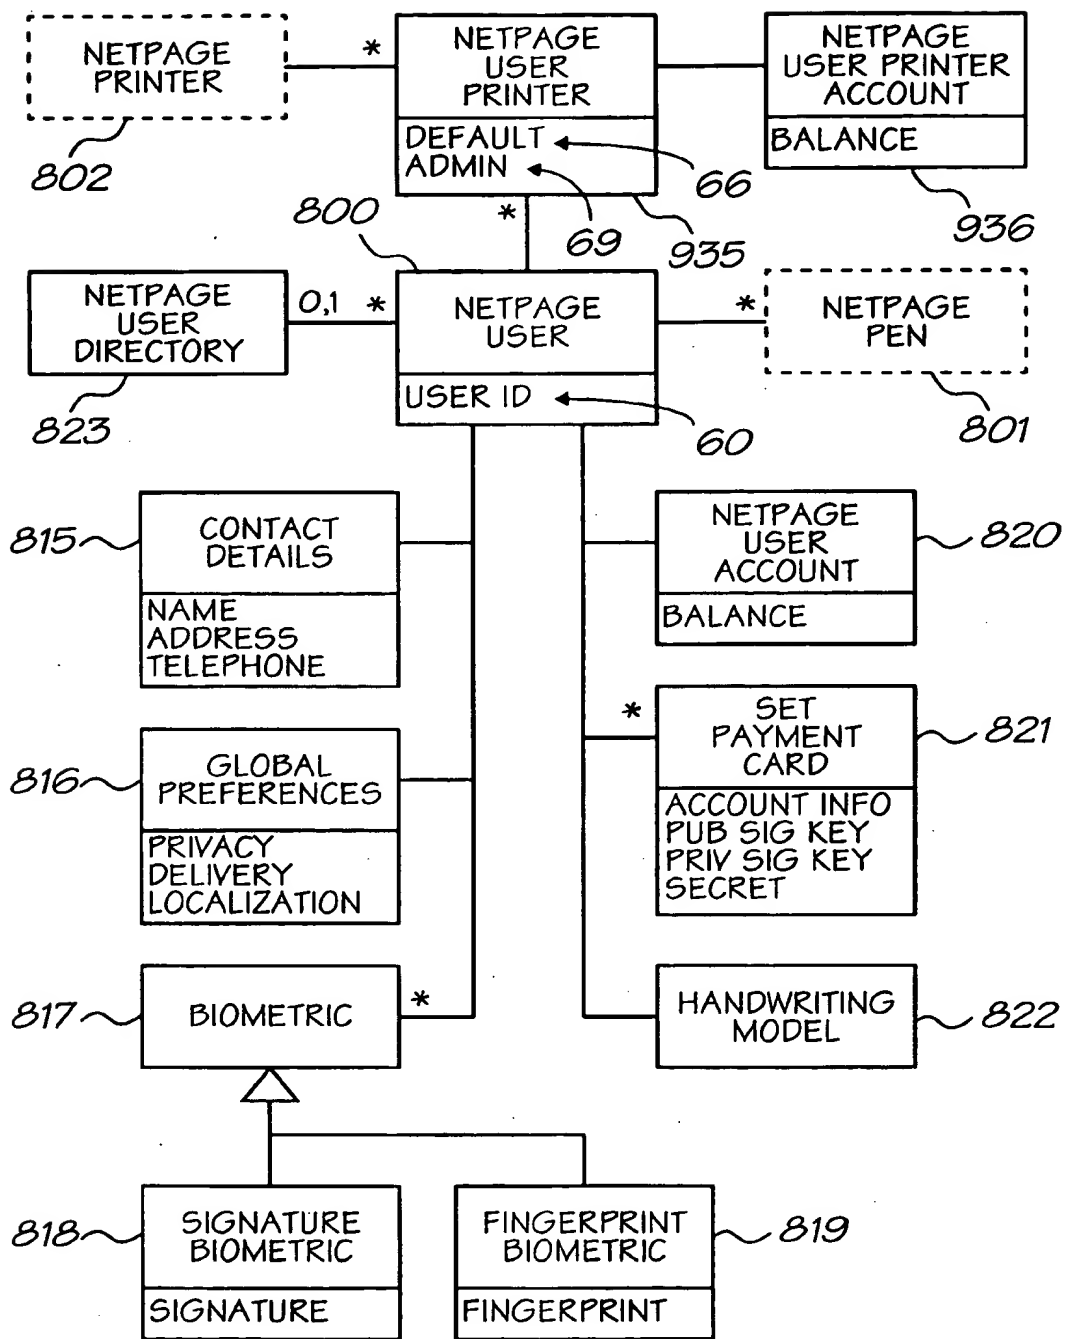 NETPAGE
PRINTER
802
*
NETPAGE
USER
PRINTER
DEFAULT
ADMIN
66
69
935
NETPAGE
USER PRINTER
ACCOUNT
BALANCE
936
*
800
NETPAGE
USER
DIRECTORY
823
0,1
*
NETPAGE
USER
USER ID
60
*
NETPAGE
PEN
801
815
CONTACT
DETAILS
NAME
ADDRESS
TELEPHONE
NETPAGE
USER
ACCOUNT
BALANCE
820
816
GLOBAL
PREFERENCES
PRIVACY
DELIVERY
LOCALIZATION
*
SET
PAYMENT
CARD
ACCOUNT INFO
PUB SIG KEY
PRIV SIG KEY
SECRET
821
817
BIOMETRIC
*
HANDWRITING
MODEL
822
818
SIGNATURE
BIOMETRIC
SIGNATURE
FINGERPRINT
BIOMETRIC
FINGERPRINT
819